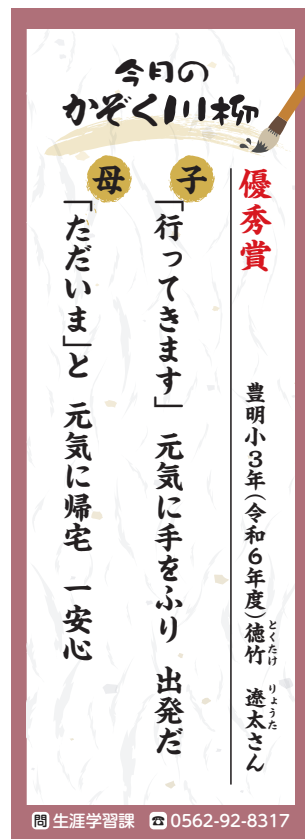 今月の
かぞく川柳
優秀賞
豊明小3年(令和6年度)徳竹 遼太さん
とくたけ りょうた
子
「行ってきます」 元気に手をふり 出発だ
母
「ただいま」と 元気に帰宅 一安心
問 生涯学習課 ☎ 0562-92-8317